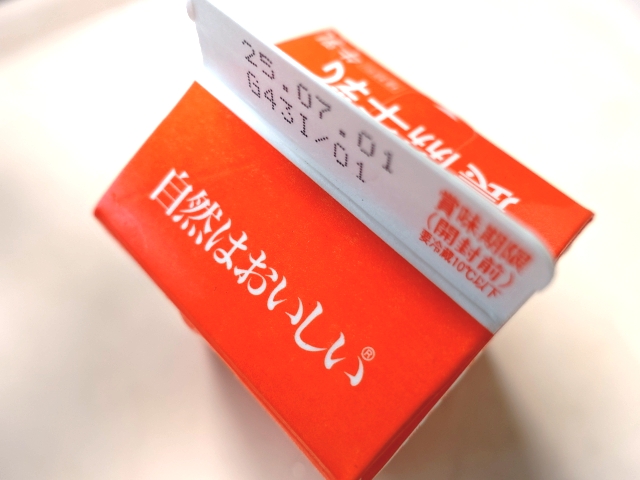 25.07.01
G431/01
賞味期限
(開封前)
要冷蔵10℃以下
自然はおいしい®